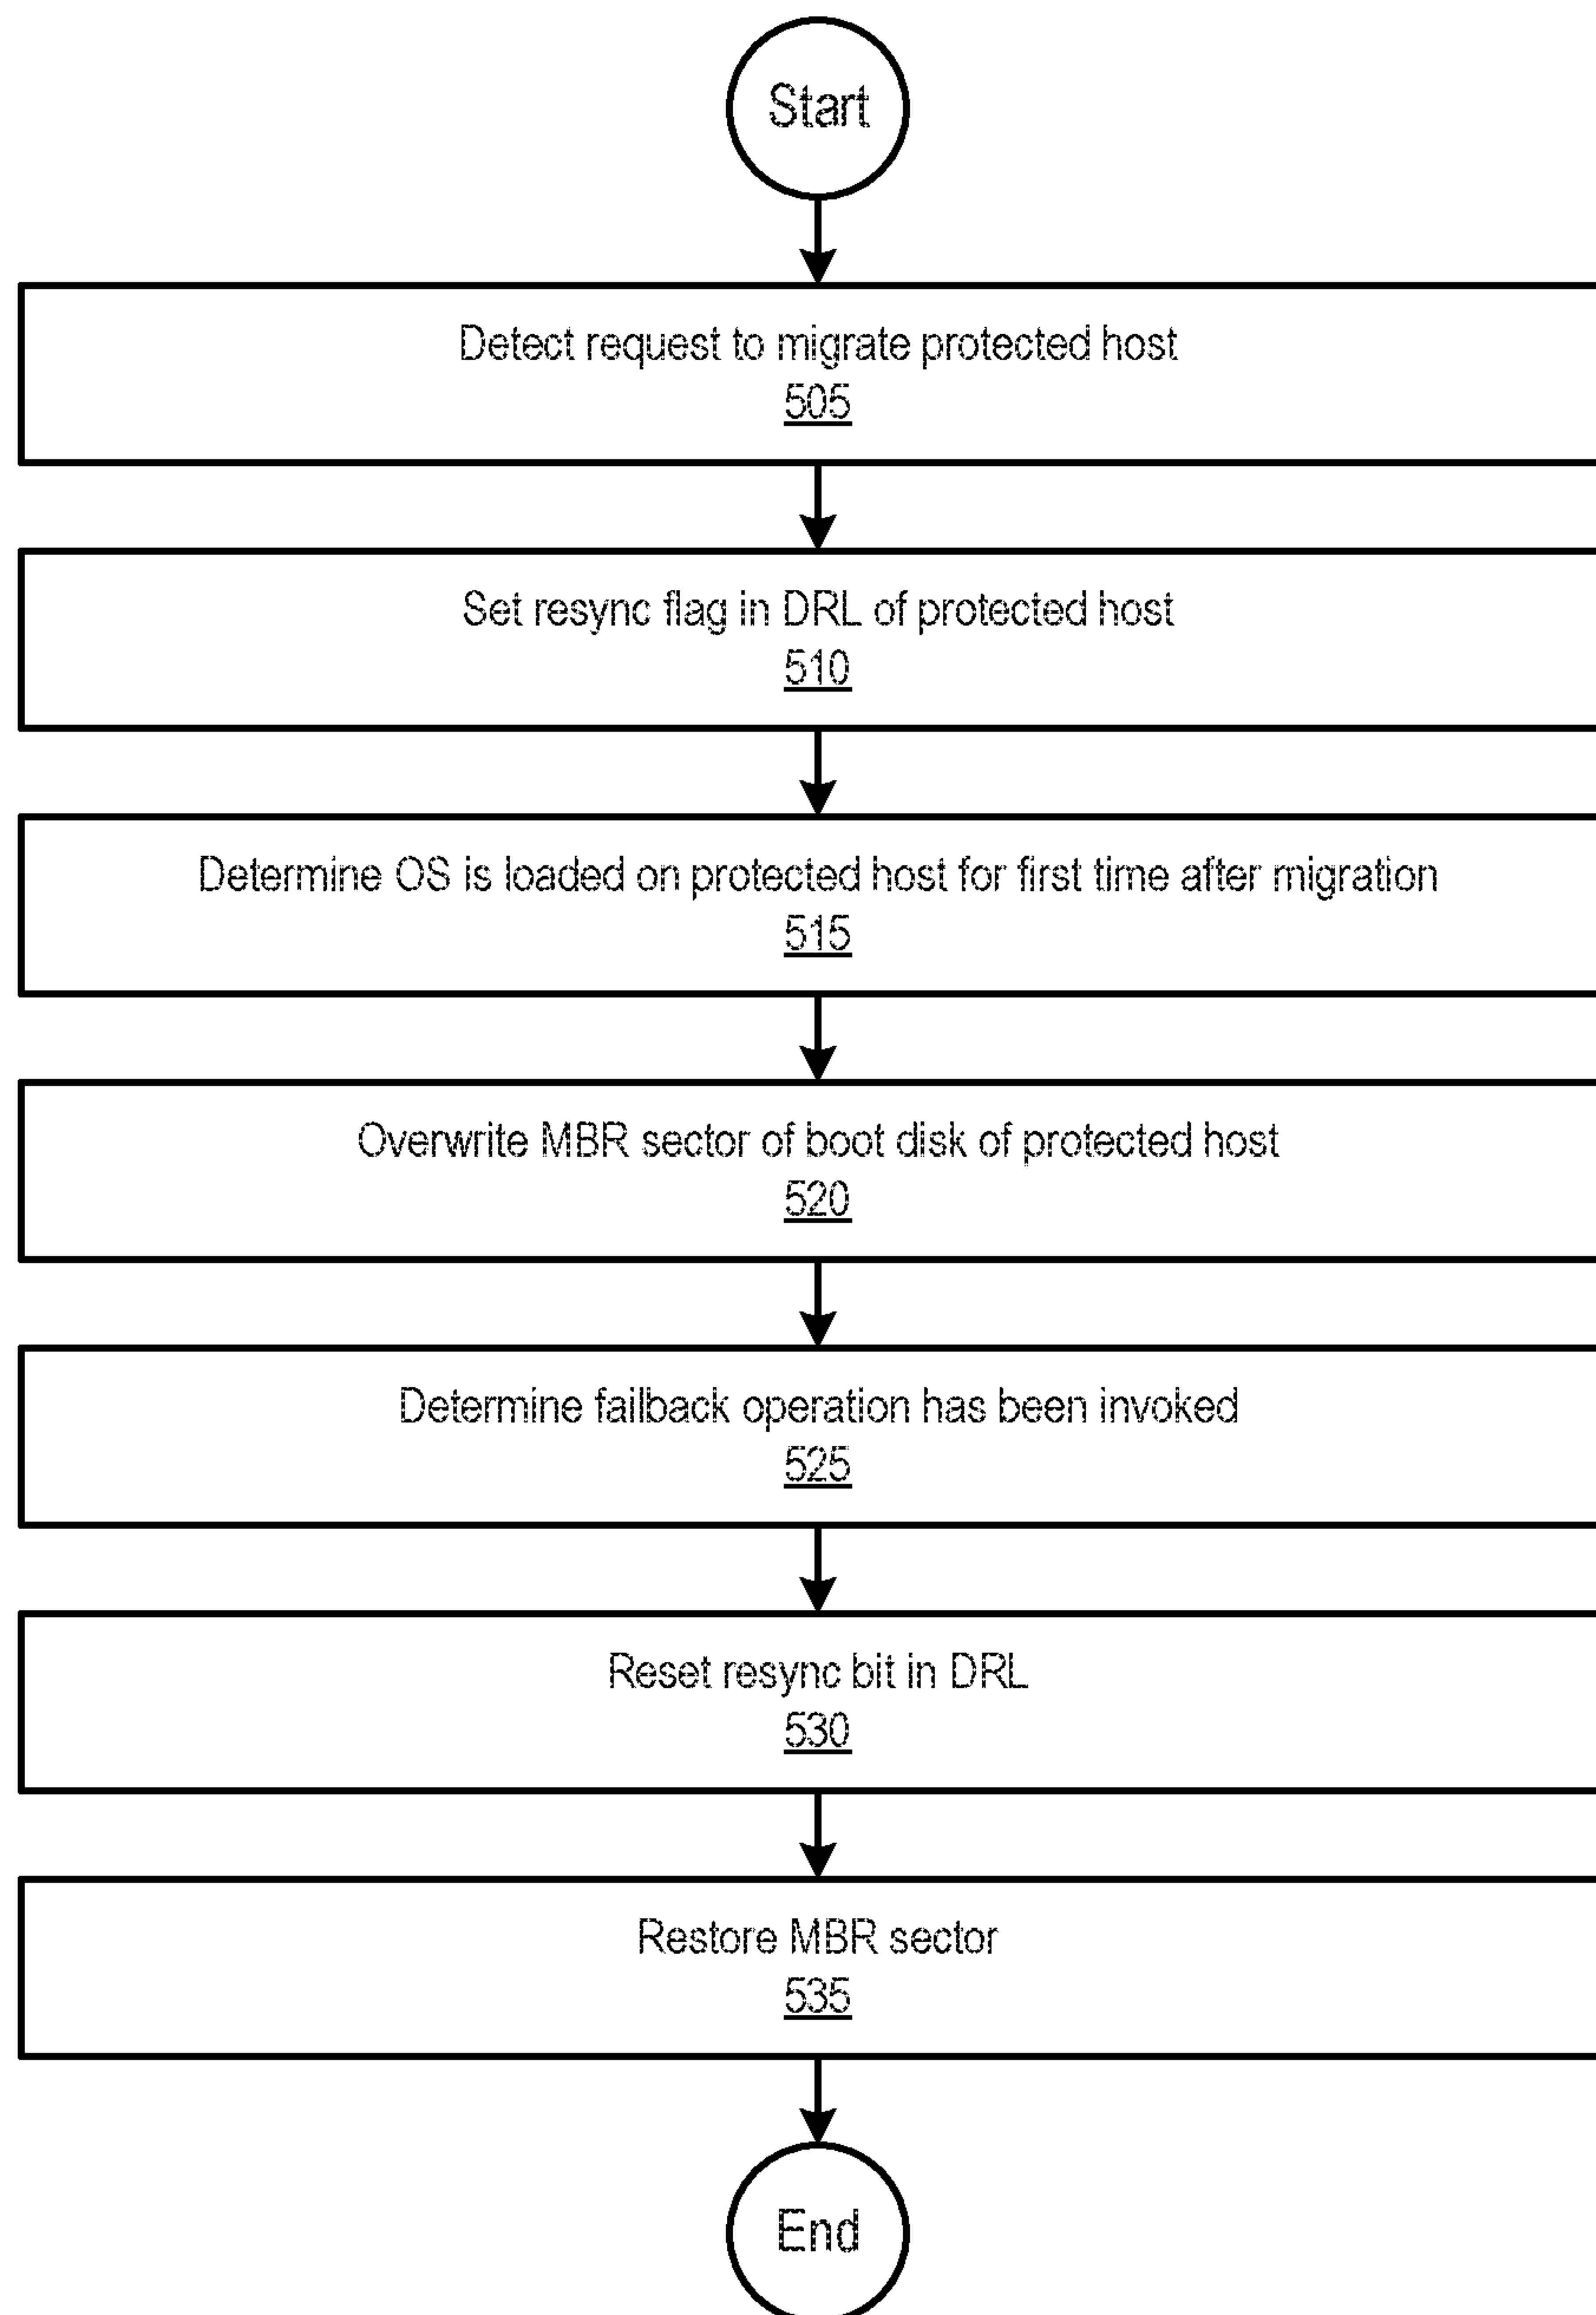 Start
Detect request to migrate protected host
505
Set resync flag in DRL of protected host
510
Determine OS is loaded on protected host for first time after migration
515
Overwrite MBR sector of boot disk of protected host
520
Determine failback operation has been invoked
525
Reset resync bit in DRL
530
Restore MBR sector
535
End